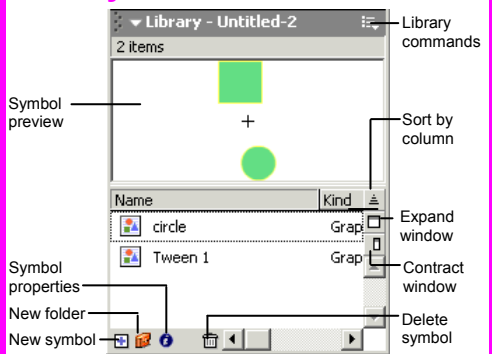 Library - Untitled-2
Library
commands
2 items
Symbol
preview
Sort by
column
Name
Kind
circle
Grap
Expand
window
Tween 1
Grap
Contract
window
Symbol
properties
New folder
New symbol
Delete
symbol